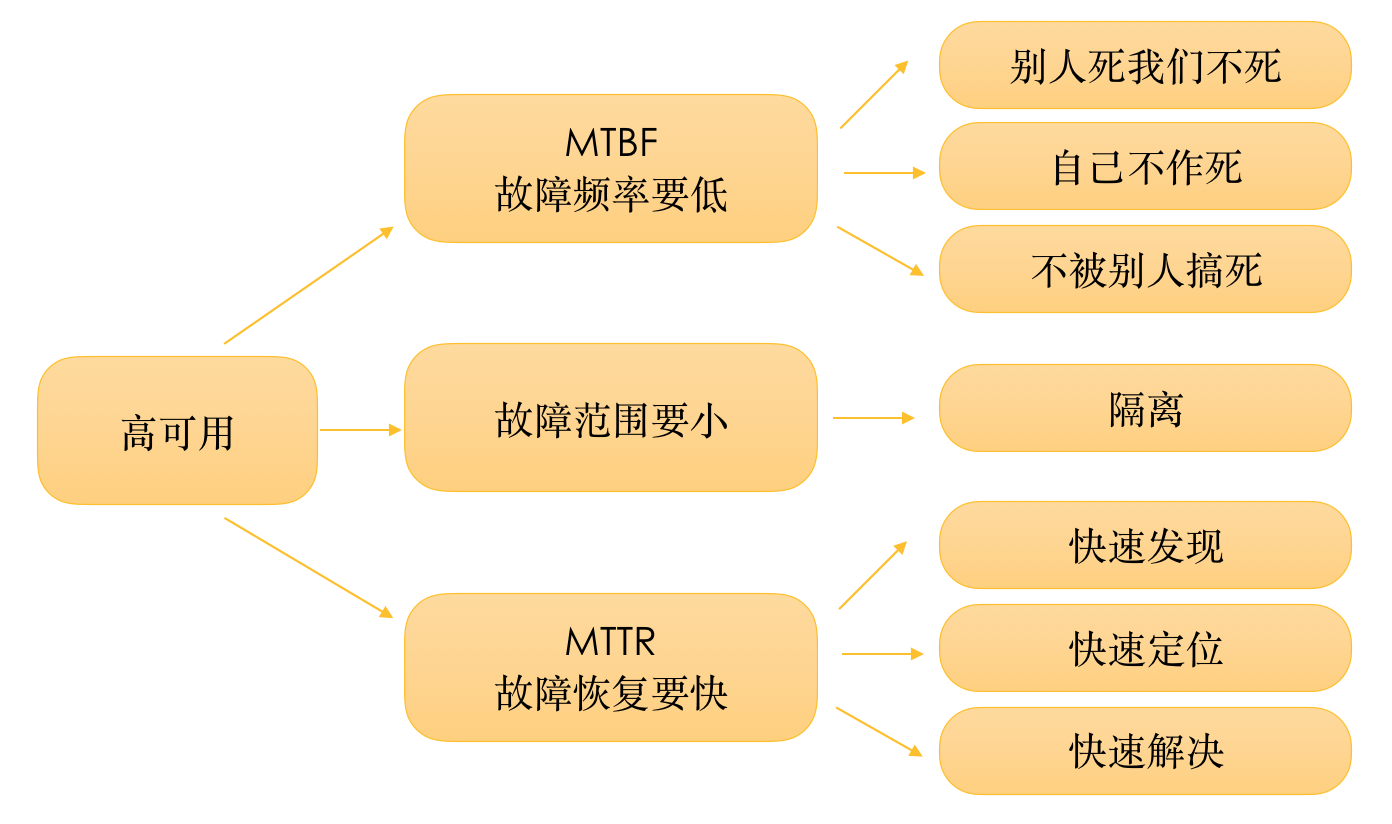 高可用
MTBF
故障频率要低
别人死我们不死
自己不作死
不被别人搞死
故障范围要小
隔离
MTTR
故障恢复要快
快速发现
快速定位
快速解决